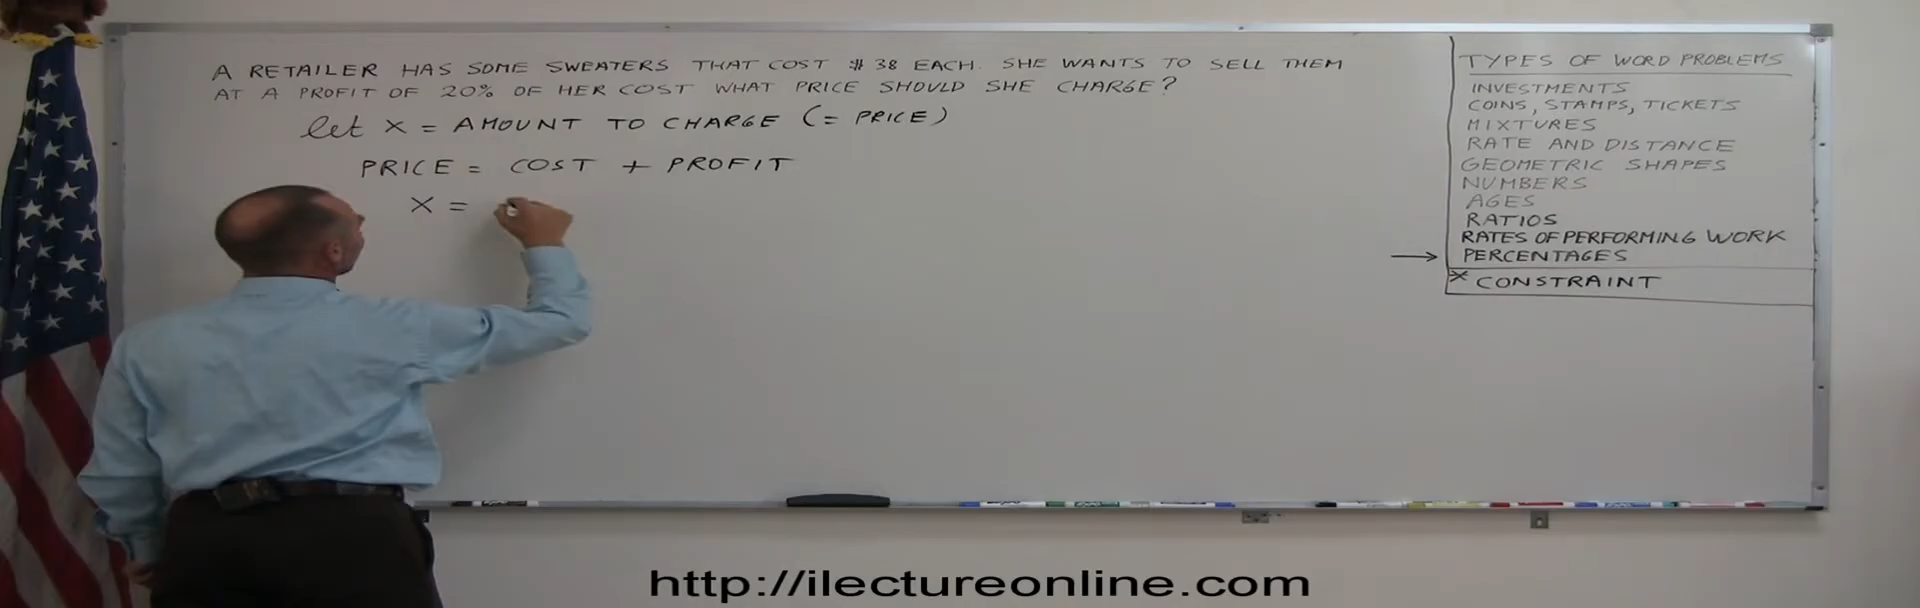 A RETAILER HAS SOME SWEATERS THAT COST $38 EACH. SHE WANTS TO SELL THEM
AT A PROFIT OF 20% OF HER COST WHAT PRICE SHOULD SHE CHARGE?
let X = AMOUNT TO CHARGE (= PRICE)
PRICE = COST + PROFIT
X =
TYPES OF WORD PROBLEMS
INVESTMENTS
COINS, STAMPS, TICKETS
MIXTURES
RATE AND DISTANCE
GEOMETRIC SHAPES
NUMBERS
AGES
RATIOS
RATES OF PERFORMING WORK
→ PERCENTAGES
* CONSTRAINT
http://ilectureonline.com